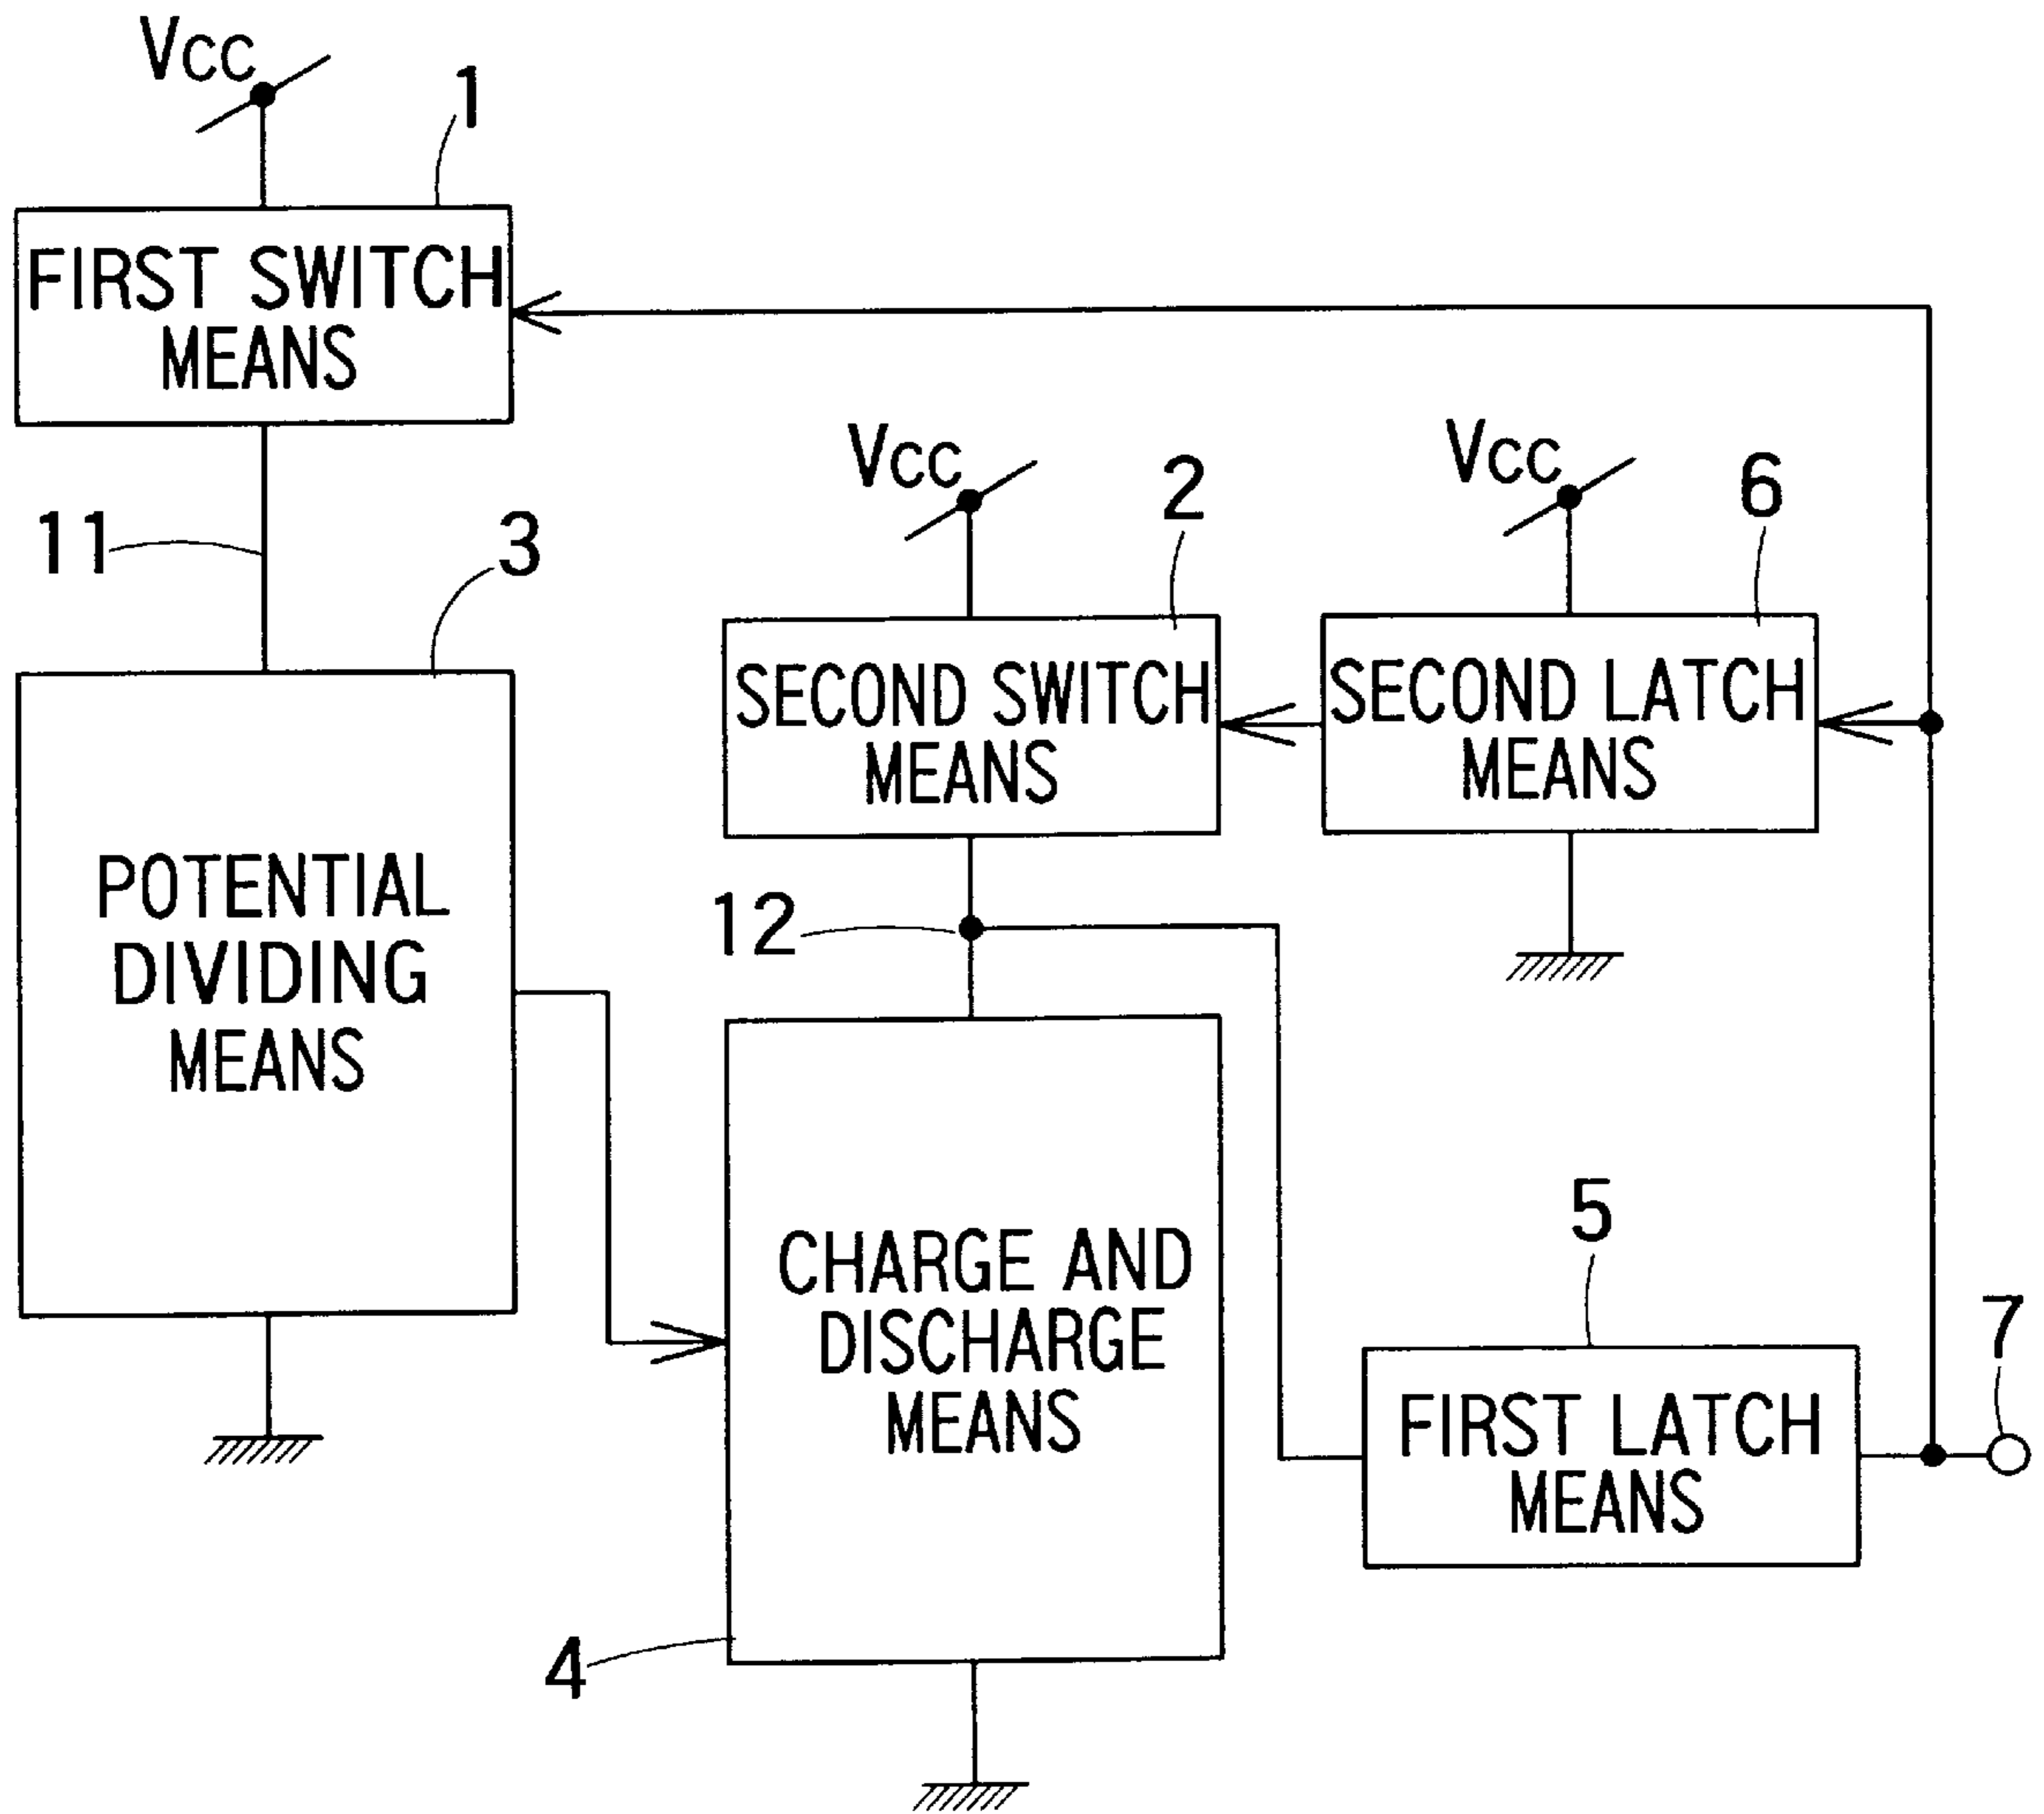 VCC
1
FIRST SWITCH
MEANS
11
3
VCC
2
VCC
6
SECOND SWITCH
MEANS
SECOND LATCH
MEANS
POTENTIAL
DIVIDING
MEANS
12
CHARGE AND
DISCHARGE
MEANS
4
5
FIRST LATCH
MEANS
7